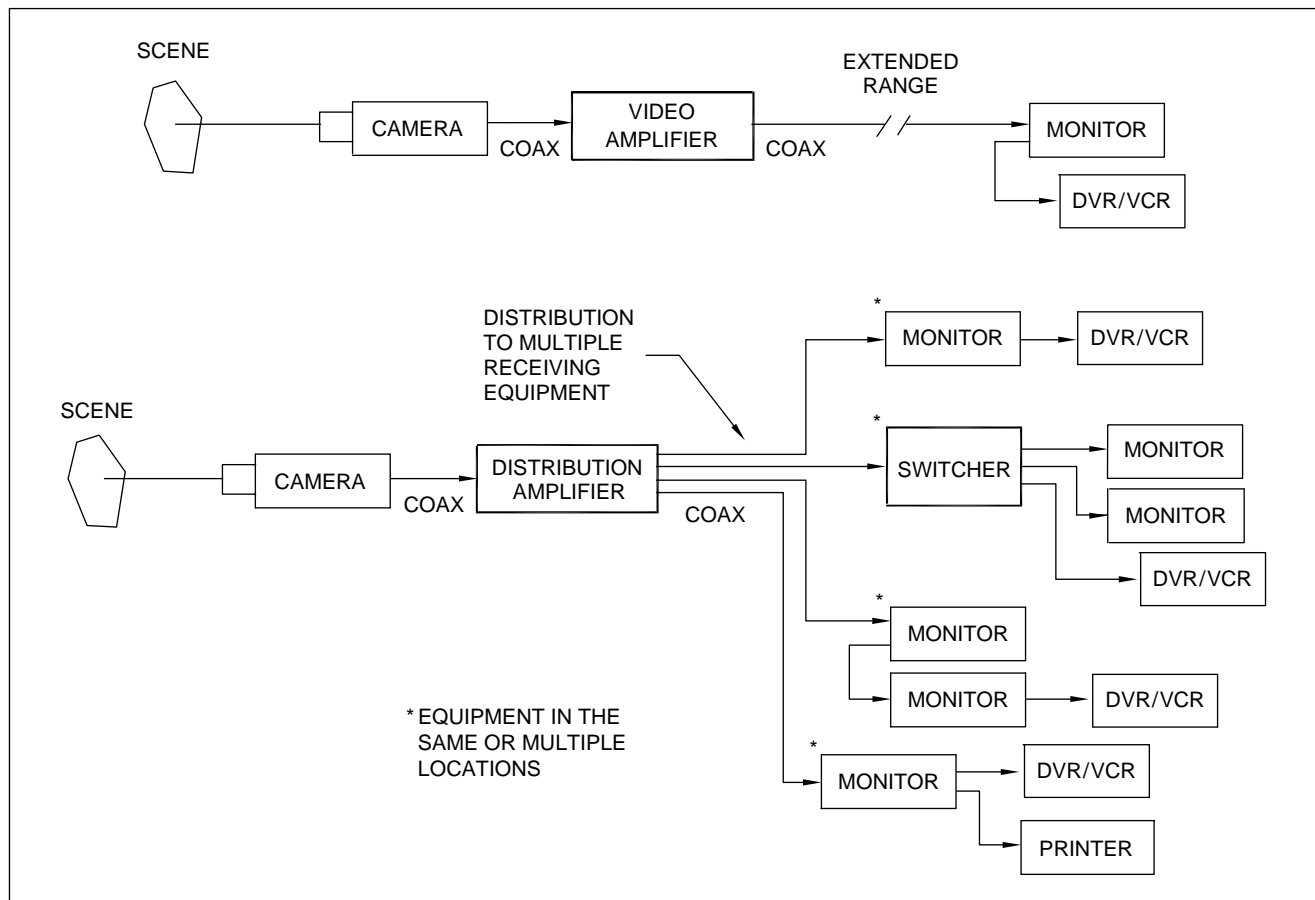 SCENE
CAMERA
COAX
VIDEO
AMPLIFIER
COAX
EXTENDED
RANGE
MONITOR
DVR/VCR
DISTRIBUTION
TO MULTIPLE
RECEIVING
EQUIPMENT
SCENE
CAMERA
COAX
DISTRIBUTION
AMPLIFIER
COAX
*
MONITOR
DVR/VCR
*
SWITCHER
MONITOR
MONITOR
DVR/VCR
*
MONITOR
MONITOR
DVR/VCR
*
MONITOR
DVR/VCR
PRINTER
* EQUIPMENT IN THE
SAME OR MULTIPLE
LOCATIONS